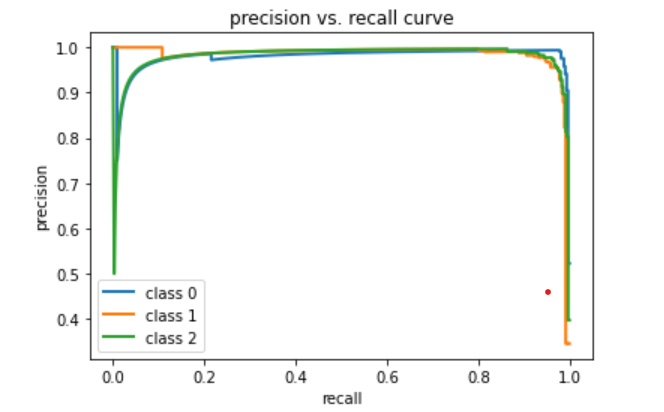 precision vs. recall curve
1.0
0.9
0.8
0.7
0.6
0.5
0.4
precision
class 0
class 1
class 2
0.0 0.2 0.4 0.6 0.8 1.0
recall